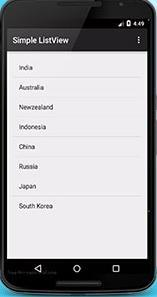 4:49
Simple ListView
India
Australia
Newzealand
Indonesia
China
Russia
Japan
South Korea